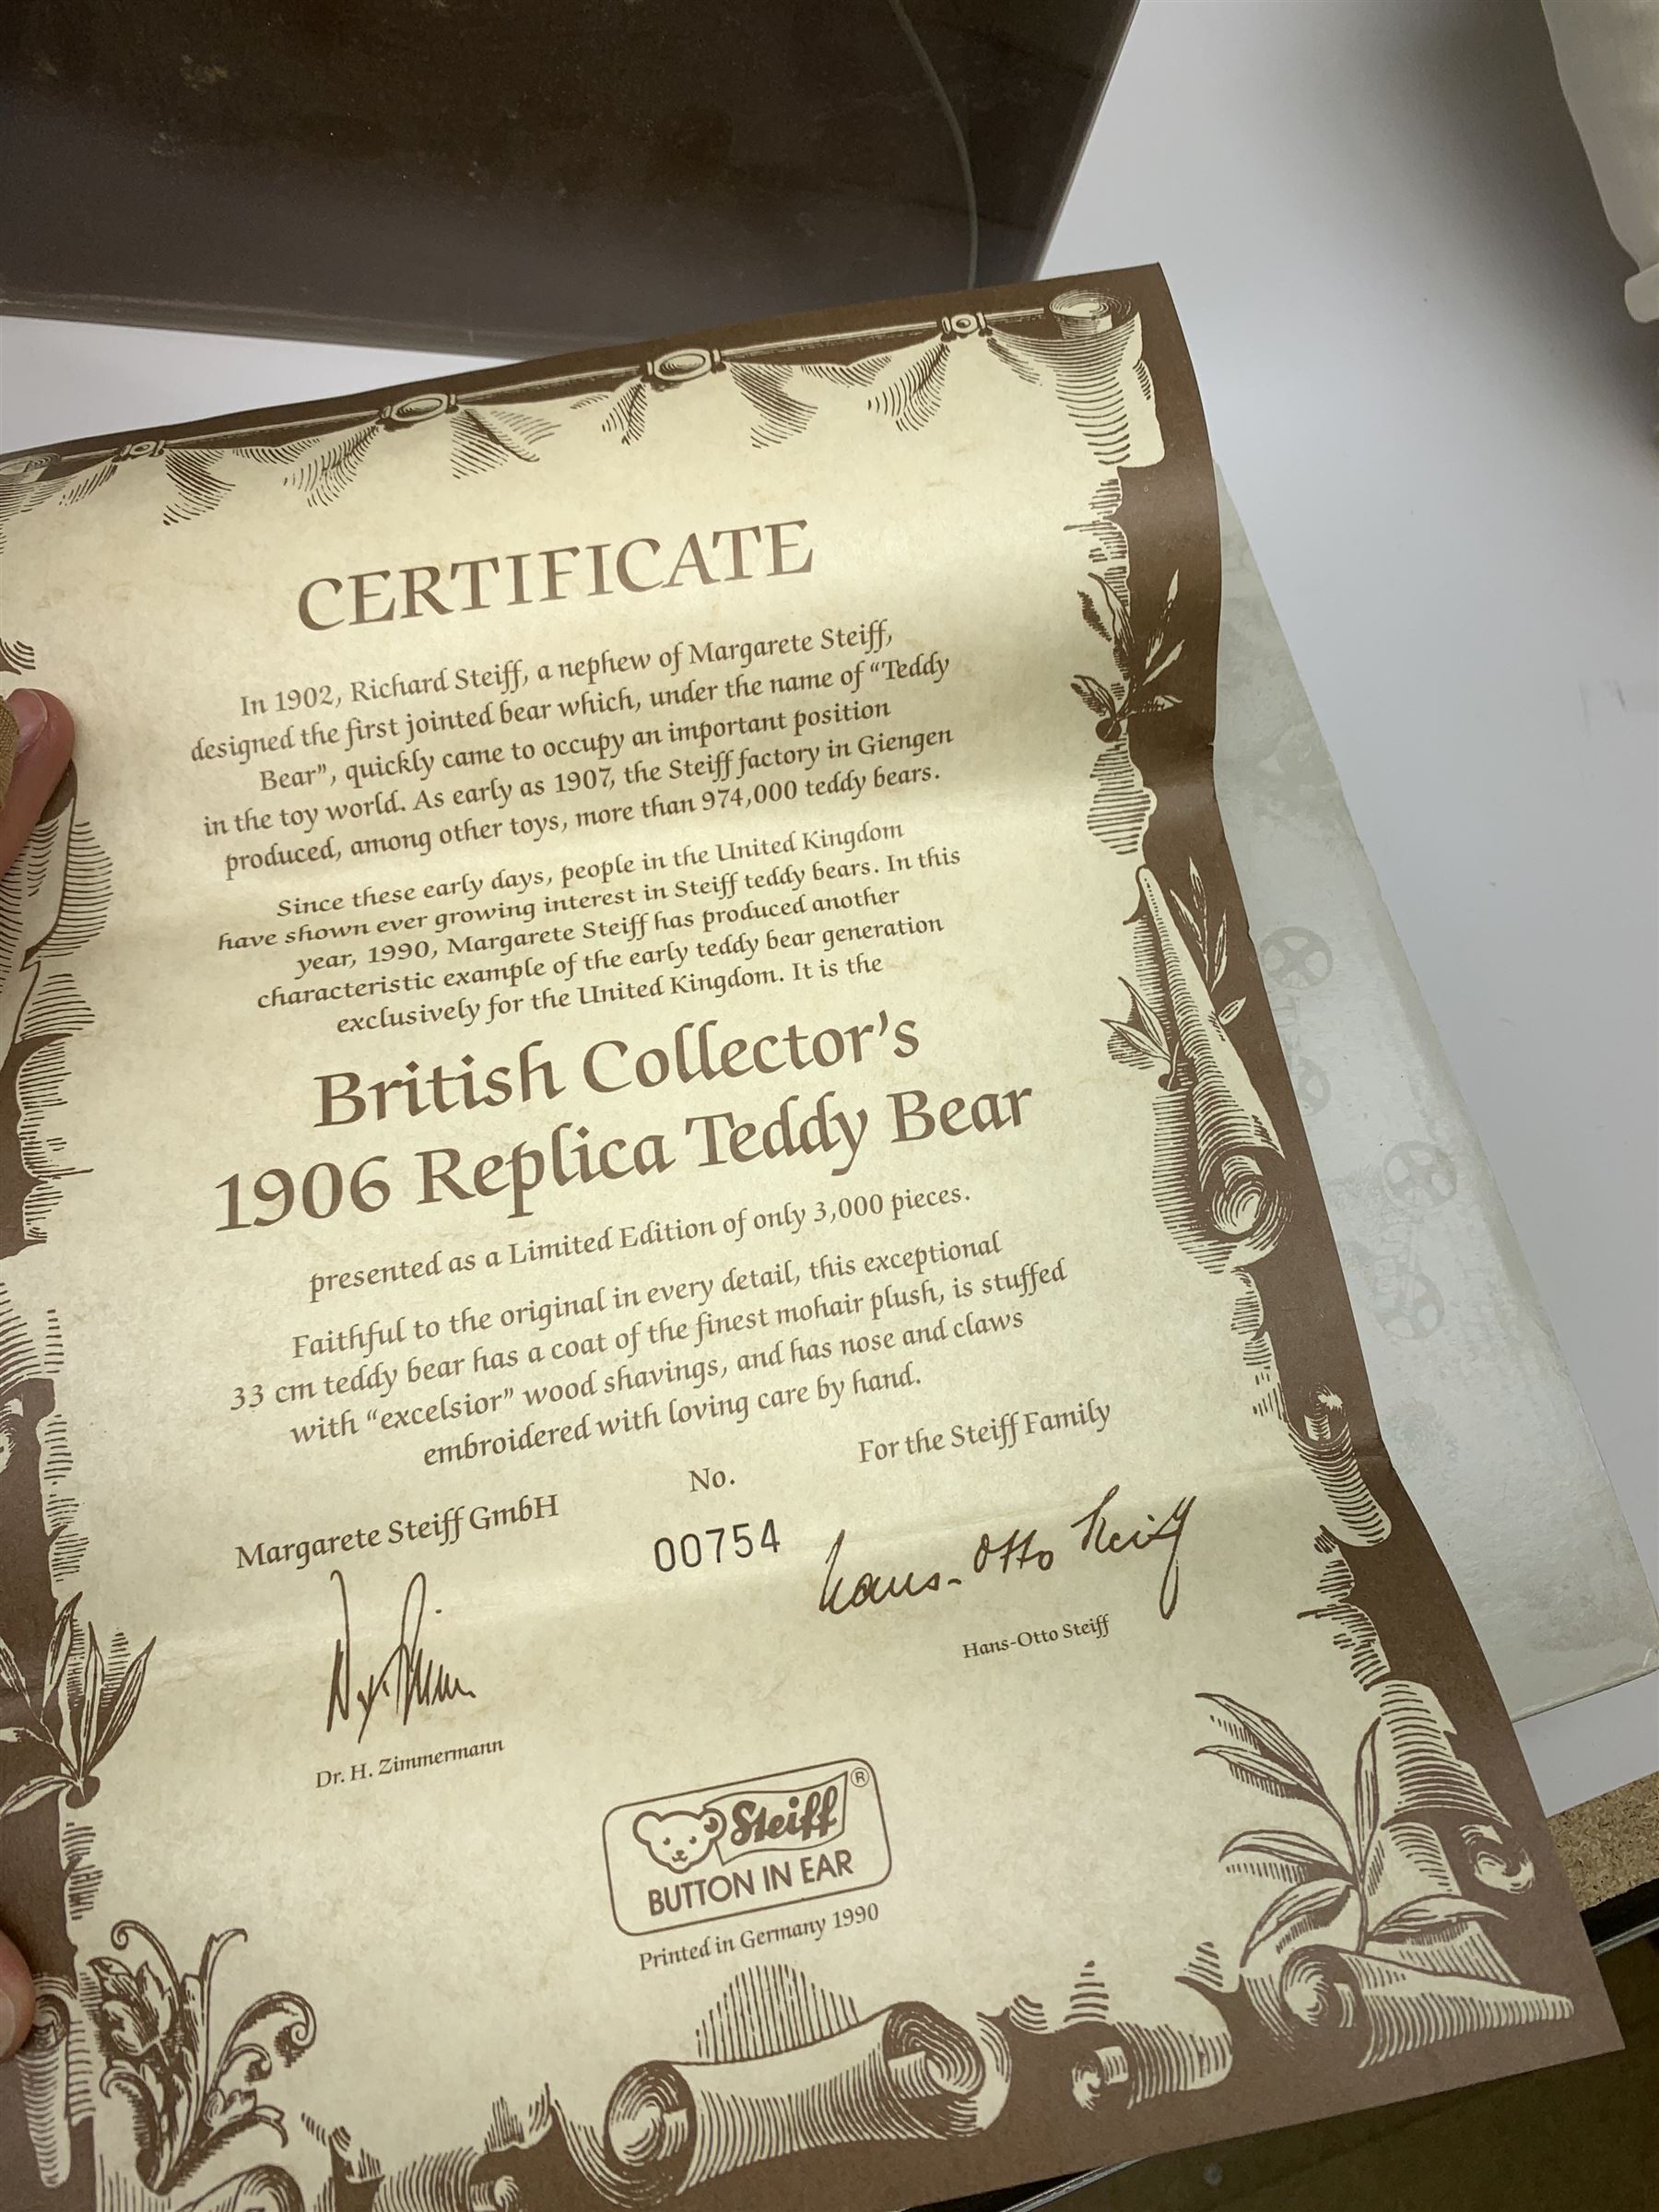 CERTIFICATE
In 1902, Richard Steiff, a nephew of Margarete Steiff,
designed the first jointed bear which, under the name of “Teddy
Bear”, quickly came to occupy an important position
in the toy world. As early as 1907, the Steiff factory in Giengen
produced, among other toys, more than 974,000 teddy bears.
Since these early days, people in the United Kingdom
have shown ever growing interest in Steiff teddy bears. In this
year, 1990, Margarete Steiff has produced another
characteristic example of the early teddy bear generation
exclusively for the United Kingdom. It is the
British Collector's
1906 Replica Teddy Bear
presented as a Limited Edition of only 3,000 pieces.
Faithful to the original in every detail, this exceptional
33 cm teddy bear has a coat of the finest mohair plush, is stuffed
with “excelsior” wood shavings, and has nose and claws
embroidered with loving care by hand.
Margarete Steiff GmbH
No.
For the Steiff Family
00754
Hans-Otto Steiff
Dr. H. Zimmermann
Hans-Otto Steiff
Steiff ®
BUTTON IN EAR
Printed in Germany 1990